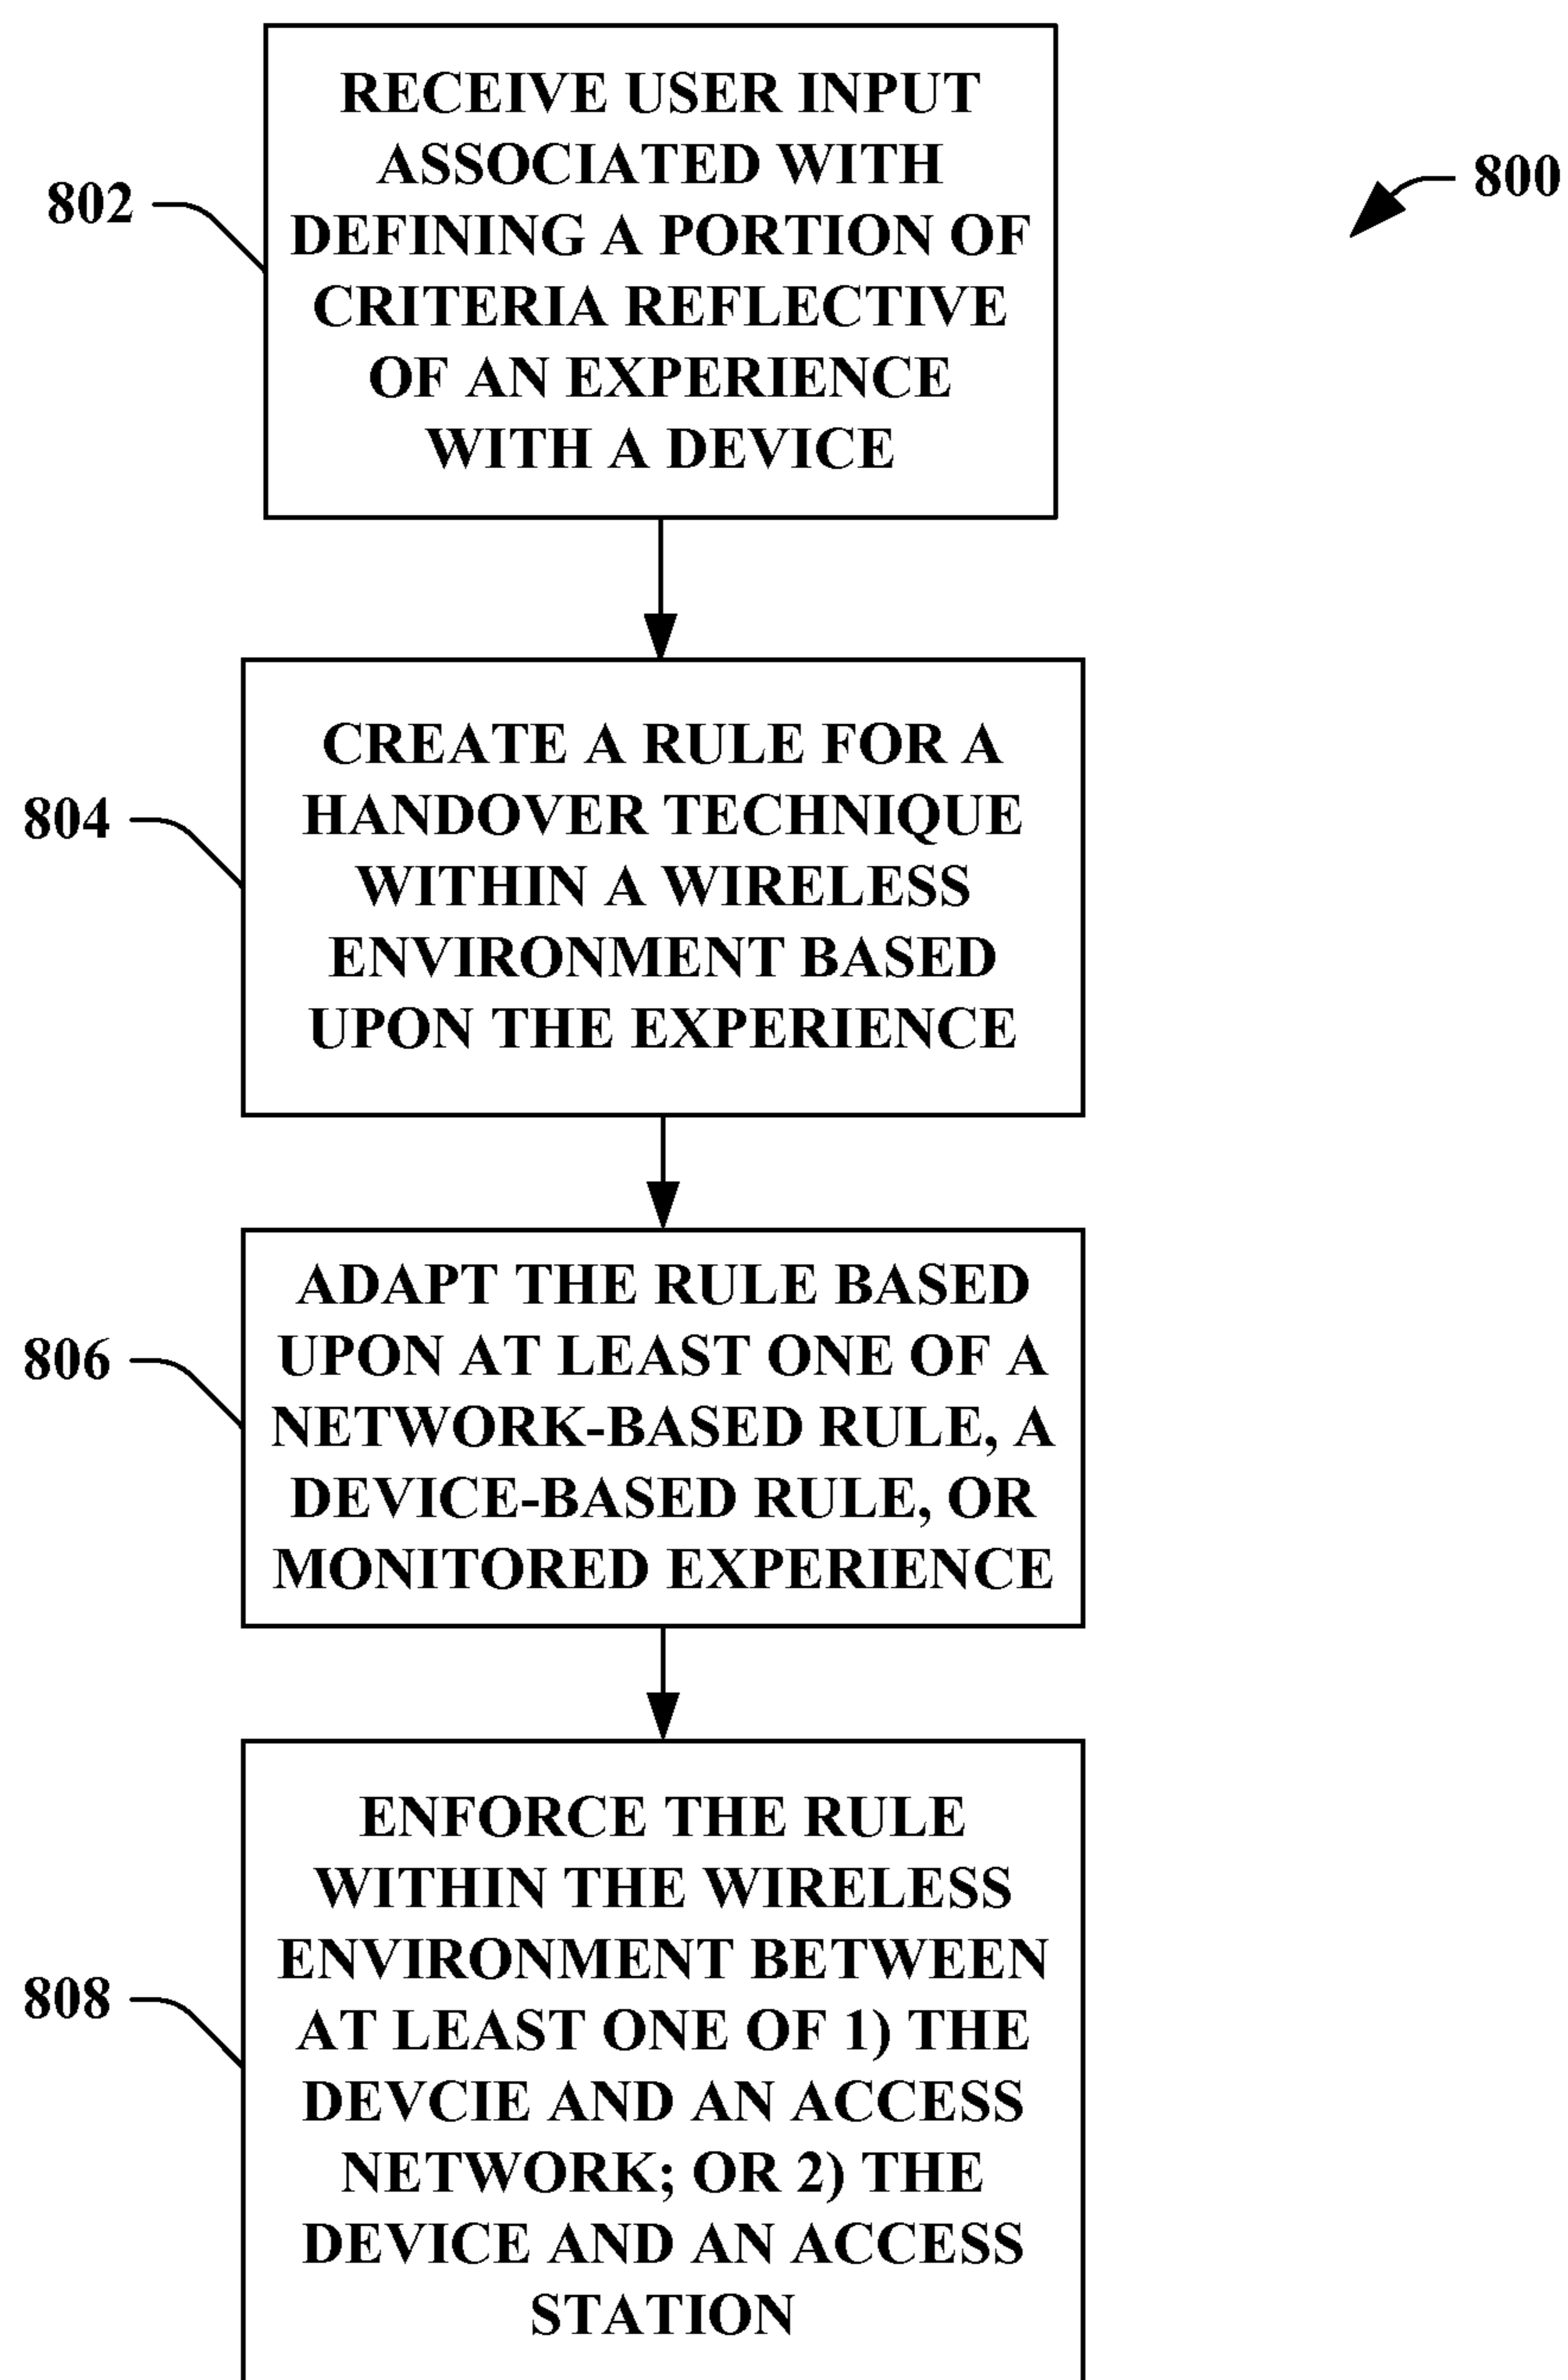 RECEIVE USER INPUT
ASSOCIATED WITH
DEFINING A PORTION OF
CRITERIA REFLECTIVE
OF AN EXPERIENCE
WITH A DEVICE
802
800
CREATE A RULE FOR A
HANDOVER TECHNIQUE
WITHIN A WIRELESS
ENVIRONMENT BASED
UPON THE EXPERIENCE
804
ADAPT THE RULE BASED
UPON AT LEAST ONE OF A
NETWORK-BASED RULE, A
DEVICE-BASED RULE, OR
MONITORED EXPERIENCE
806
ENFORCE THE RULE
WITHIN THE WIRELESS
ENVIRONMENT BETWEEN
AT LEAST ONE OF 1) THE
DEVCIE AND AN ACCESS
NETWORK; OR 2) THE
DEVICE AND AN ACCESS
STATION
808